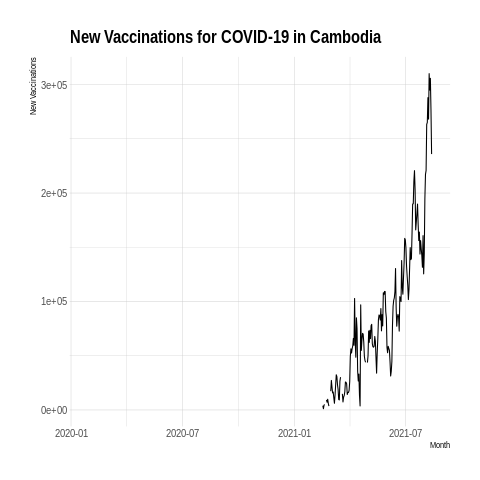 New Vaccinations for COVID-19 in Cambodia
New Vaccinations
3e+05
2e+05
1e+05
0e+00
2020-01 2020-07 2021-01 2021-07
Month